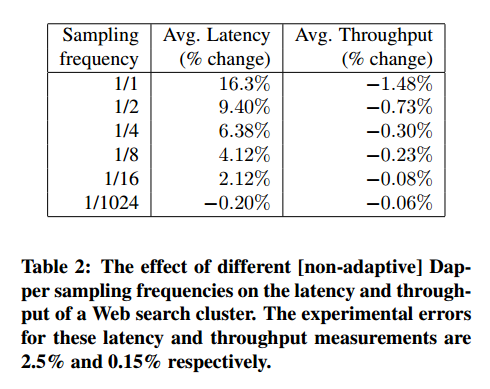 Sampling frequency | Avg. Latency (% change) | Avg. Throughput (% change)
1/1 | 16.3% | −1.48%
1/2 | 9.40% | −0.73%
1/4 | 6.38% | −0.30%
1/8 | 4.12% | −0.23%
1/16 | 2.12% | −0.08%
1/1024 | −0.20% | −0.06%
Table 2: The effect of different [non-adaptive] Dap-
per sampling frequencies on the latency and through-
put of a Web search cluster. The experimental errors
for these latency and throughput measurements are
2.5% and 0.15% respectively.